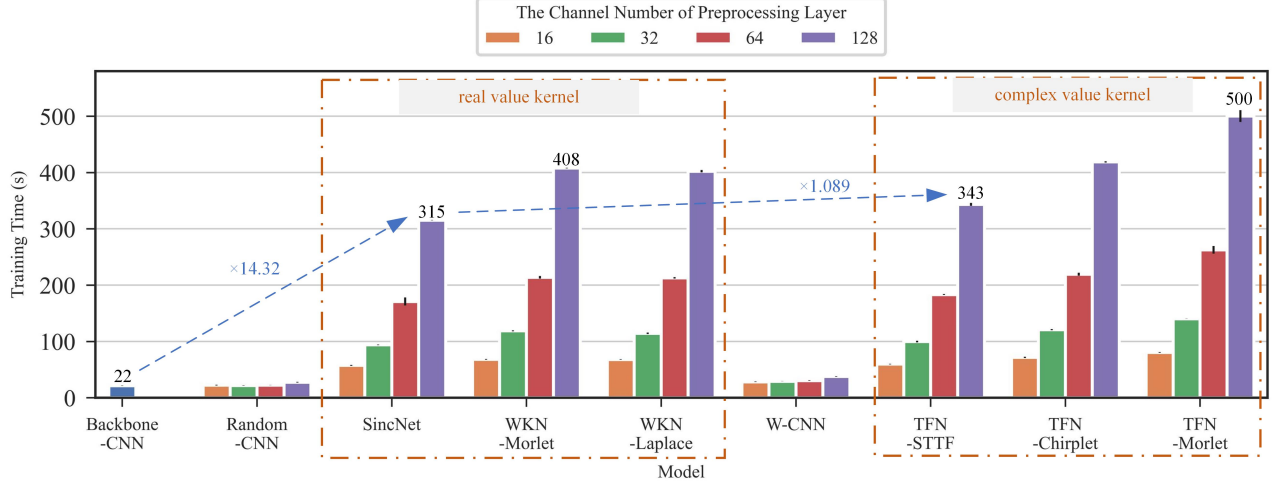 The Channel Number of Preprocessing Layer
16 32 64 128
real value kernel
complex value kernel
Training Time (s)
500
400
300
200
100
0
22
×14.32
315
408
×1.089
343
500
Backbone
-CNN
Random
-CNN
SincNet
WKN
-Morlet
WKN
-Laplace
W-CNN
TFN
-STTF
TFN
-Chirplet
TFN
-Morlet
Model